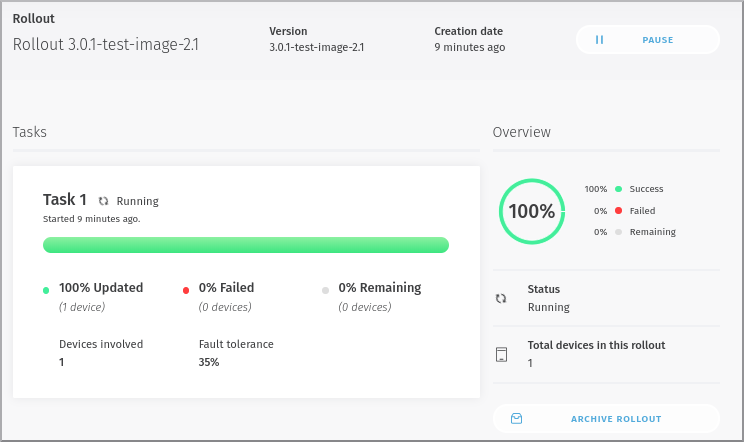 Rollout
Rollout 3.0.1-test-image-2.1
Version
3.0.1-test-image-2.1
Creation date
9 minutes ago
PAUSE
Tasks
Task 1 Running
Started 9 minutes ago.
100% Updated
(1 device)
0% Failed
(0 devices)
0% Remaining
(0 devices)
Devices involved
1
Fault tolerance
35%
Overview
100%
100% Success
0% Failed
0% Remaining
Status
Running
Total devices in this rollout
1
ARCHIVE ROLLOUT